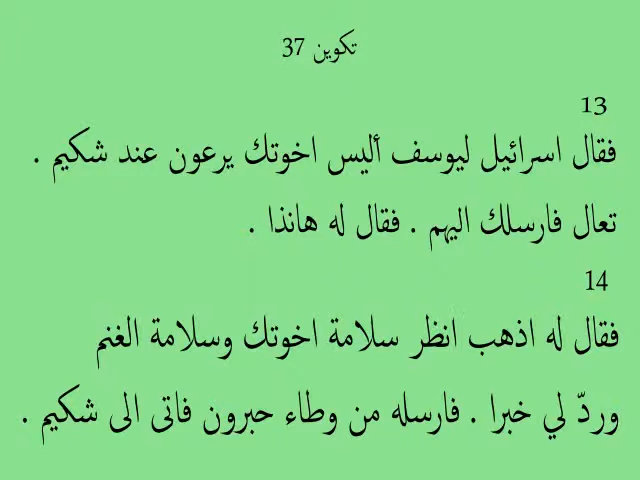 تكوين 37
13
فقال اسرائيل ليوسف أليس اخوتك يرعون عند شكيم .
تعال فارسلك اليهم . فقال له هانذا .
14
فقال له اذهب انظر سلامة اخوتك وسلامة الغنم
وردّ لي خبرا . فارسله من وطاء حبرون فاتى الى شكيم .